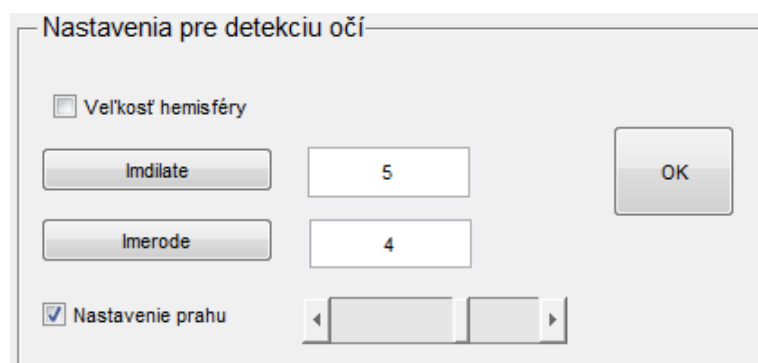 Nastavenia pre detekciu očí
Veľkosť hemisféry
Imdilate
5
OK
Imerode
4
Nastavenie prahu